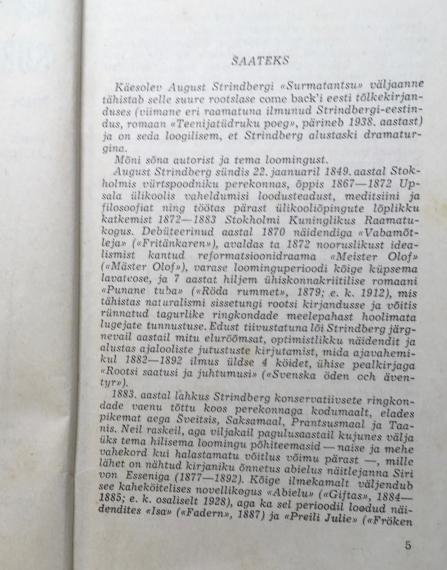 SAATEKS
Käesolev August Strindbergi «Surmatantsu» väljaanne
tähistab selle suure rootslase come back'i eesti tõlkekirjan-
duses (viimane eri raamatuna ilmunud Strindbergi-eestin-
dus, romaan «Teenijatüdruku poeg», pärineb 1938. aastast)
ja on seda loogilisem, et Strindberg alustaski dramatur-
gina.
Mõni sõna autorist ja tema loomingust.
August Strindberg sündis 22. jaanuaril 1849. aastal Stok-
holmis vürtspoodniku perekonnas, õppis 1867—1872 Up-
sala ülikoolis vaheldumisi loodusteadust, meditsiini ja
filosoofiat ning töötas pärast ülikooliõpingute lõplikku
katkemist 1872—1883 Stokholmi Kuninglikus Raamatu-
kogus. Debüteerinud aastal 1870 näidendiga «Vabamõt-
leja» («Fritänkaren»), avaldas ta 1872 nooruslikust idea-
lismist kantud reformatsioonidraama «Meister Olof»
(«Mäster Olof»), varase loominguperioodi kõige küpsema
lavateose, ja 7 aastat hiljem ühiskonnakriitilise romaani
«Punane tuba» («Röda rummet», 1879; e. k. 1912), mis
tähistas naturalismi sissetungi rootsi kirjandusse ja võitis
rünnatud tagurlike ringkondade meelepahast hoolimata
lugejate tunnustuse. Edust tiivustatuna lõi Strindberg järg-
nevail aastail mitu elurõõmsat, optimistlikku näidendit ja
alustas ajalooliste jutustuste kirjutamist, mida ajavahemi-
kul 1882—1892 ilmus üldse 4 köidet, ühise pealkirjaga
«Rootsi saatusi ja juhtumusi» («Svenska öden och även-
tyr»).
1883. aastal lahkus Strindberg konservatiivsete ringkon-
dade vaenu tõttu koos perekonnaga kodumaalt, elades
pikemat aega Šveitsis, Saksamaal, Prantsusmaal ja Taa-
nis. Neil raskeil, aga viljakail pagulusaastail kujunes välja
üks tema hilisema loomingu põhiteemasid — naise ja mehe
vahekord kui halastamatu võitlus võimu pärast —, mille
lähet on nähtud kirjaniku õnnetus abielus näitlejanna Siri
von Esseniga (1877—1892). Kõige ilmekamalt väljendub
see kaheköitelises novellikogus «Abielu» («Giftas», 1884—
1885; e. k. osaliselt 1928), aga ka sel perioodil loodud näi-
dendites «Isa» («Fadern», 1887) ja «Preili Julie» («Fröken
5